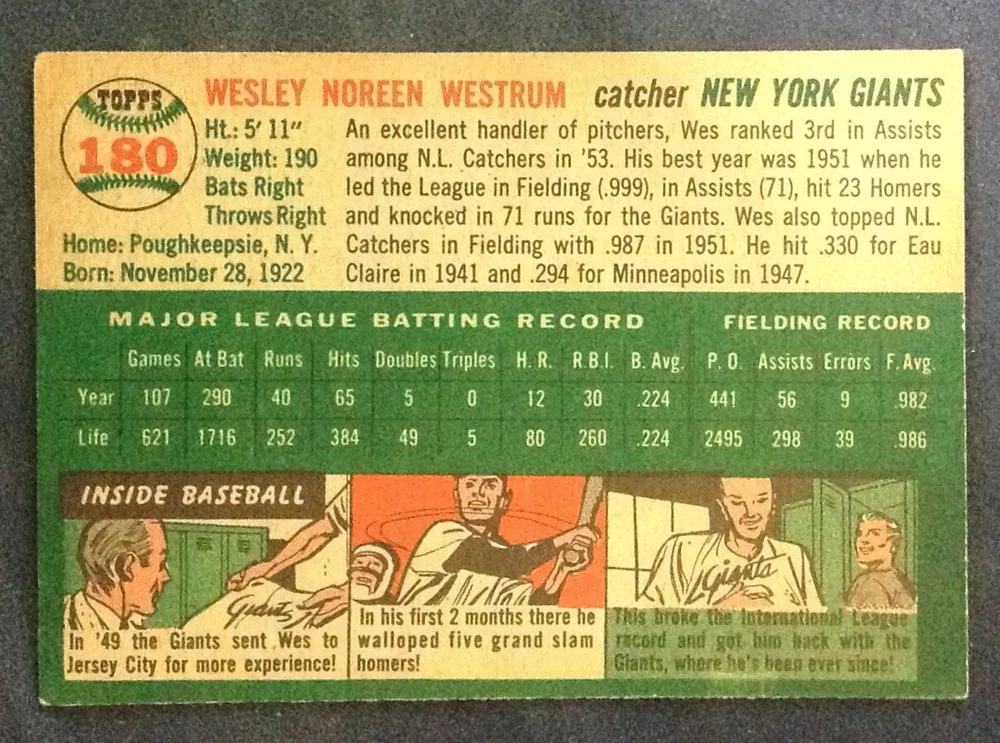 TOPPS
180
WESLEY NOREEN WESTRUM catcher NEW YORK GIANTS
Ht.: 5' 11"
Weight: 190
Bats Right
Throws Right
Home: Poughkeepsie, N. Y.
Born: November 28, 1922
An excellent handler of pitchers, Wes ranked 3rd in Assists
among N.L. Catchers in '53. His best year was 1951 when he
led the League in Fielding (.999), in Assists (71), hit 23 Homers
and knocked in 71 runs for the Giants. Wes also topped N.L.
Catchers in Fielding with .987 in 1951. He hit .330 for Eau
Claire in 1941 and .294 for Minneapolis in 1947.
MAJOR LEAGUE BATTING RECORD FIELDING RECORD
Games At Bat Runs Hits Doubles Triples H. R. R.B.I. B. Avg. P. O. Assists Errors F. Avg.
Year 107 290 40 65 5 0 12 30 .224 441 56 9 .982
Life 621 1716 252 384 49 5 80 260 .224 2495 298 39 .986
INSIDE BASEBALL
Giants
In '49 the Giants sent Wes to
Jersey City for more experience!
In his first 2 months there he
walloped five grand slam
homers!
Giants
This broke the International League
record and got him back with the
Giants, where he's been ever since!